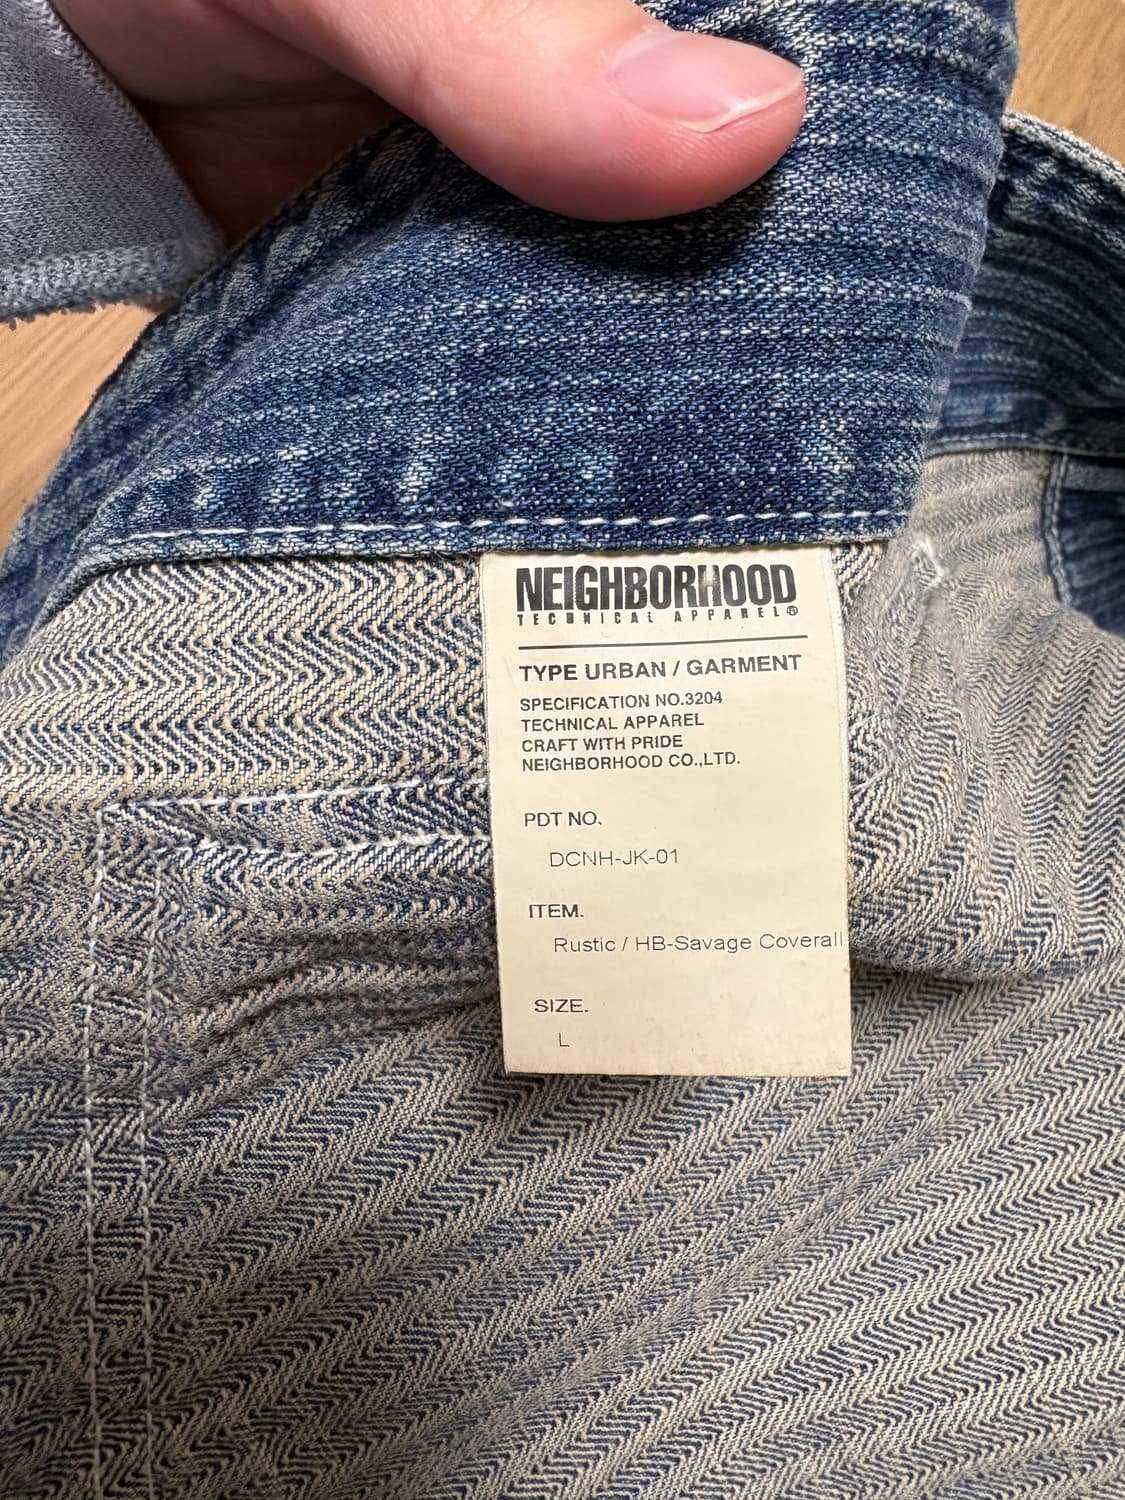 NEIGHBORHOOD
TECHNICAL APPAREL®
TYPE URBAN / GARMENT
SPECIFICATION NO.3204
TECHNICAL APPAREL
CRAFT WITH PRIDE
NEIGHBORHOOD CO.,LTD.
PDT NO.
DCNH-JK-01
ITEM.
Rustic / HB-Savage Coverall
SIZE.
L